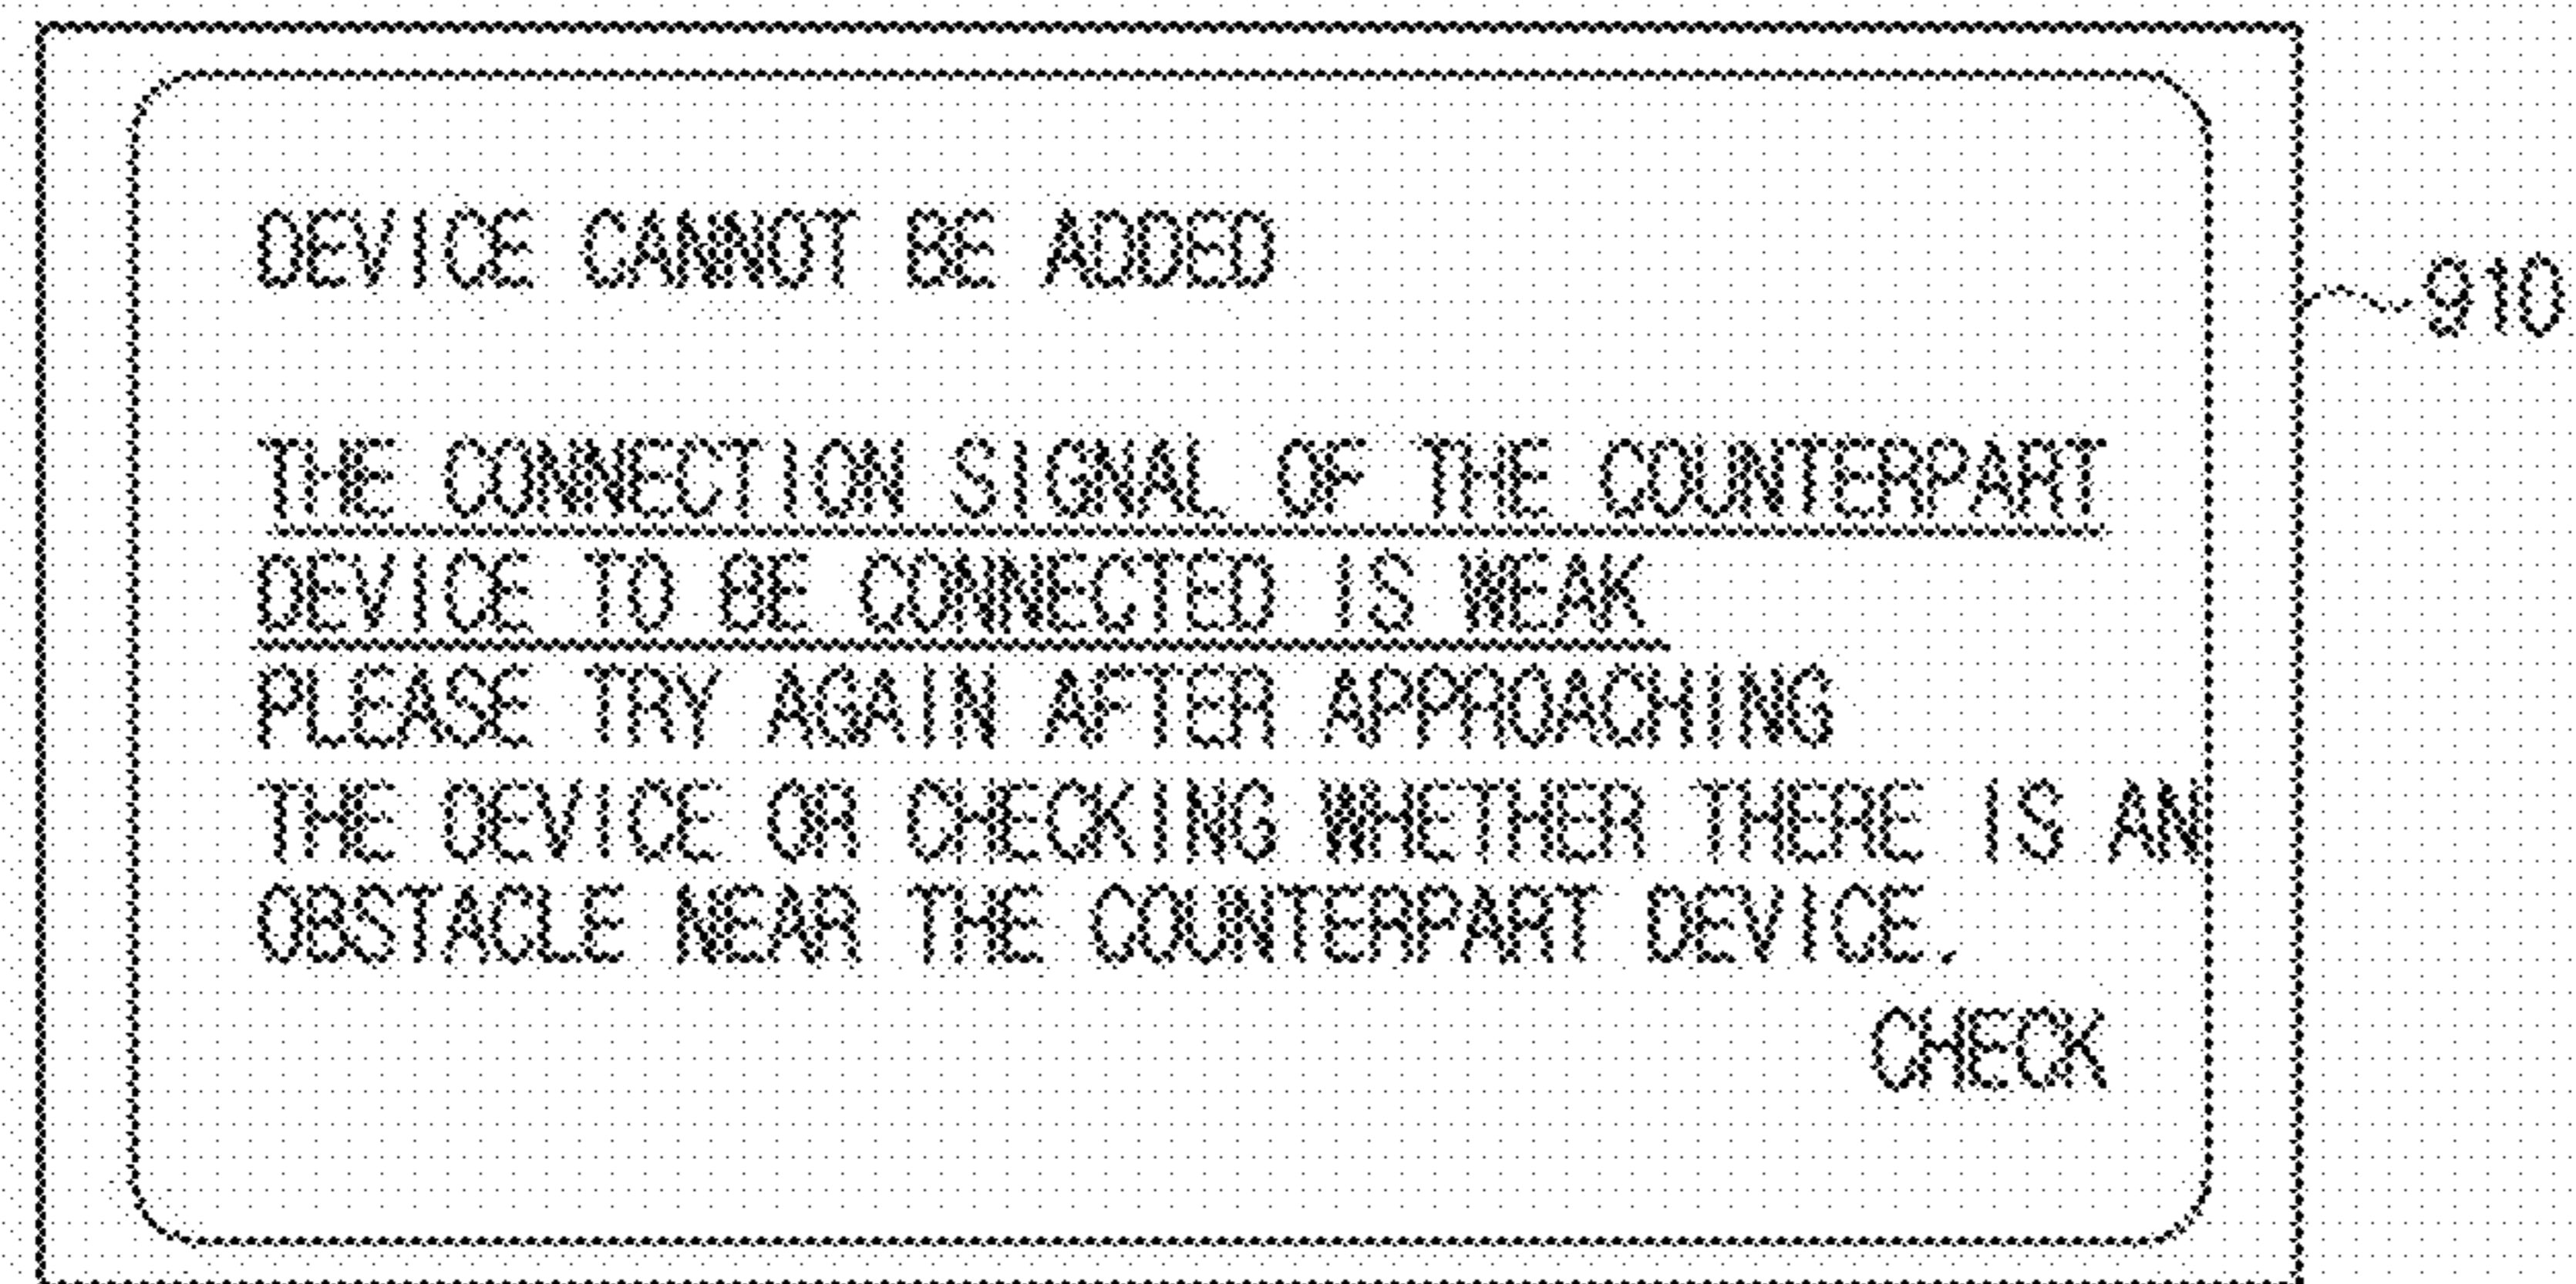 DEVICE CANNOT BE ADDED
910
THE CONNECTION SIGNAL OF THE COUNTERPART
DEVICE TO BE CONNECTED IS WEAK
PLEASE TRY AGAIN AFTER APPROACHING
THE DEVICE OR CHECKING WHETHER THERE IS AN
OBSTACLE NEAR THE COUNTERPART DEVICE.
CHECK